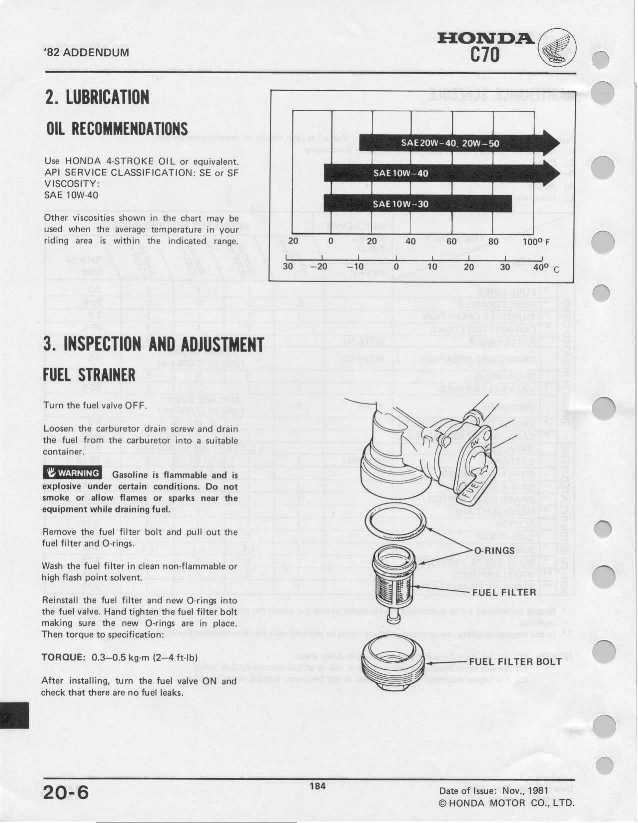 '82 ADDENDUM
HONDA
C70
2. LUBRICATION
OIL RECOMMENDATIONS
Use HONDA 4-STROKE OIL or equivalent.
API SERVICE CLASSIFICATION: SE or SF
VISCOSITY:
SAE 10W-40
Other viscosities shown in the chart may be
used when the average temperature in your
riding area is within the indicated range.
SAE20W-40, 20W-50
SAE10W-40
SAE10W-30
20 0 20 40 60 80 100° F
30 -20 -10 0 10 20 30 40° C
3. INSPECTION AND ADJUSTMENT
FUEL STRAINER
Turn the fuel valve OFF.
Loosen the carburetor drain screw and drain
the fuel from the carburetor into a suitable
container.
WARNING Gasoline is flammable and is
explosive under certain conditions. Do not
smoke or allow flames or sparks near the
equipment while draining fuel.
Remove the fuel filter bolt and pull out the
fuel filter and O-rings.
Wash the fuel filter in clean non-flammable or
high flash point solvent.
Reinstall the fuel filter and new O-rings into
the fuel valve. Hand tighten the fuel filter bolt
making sure the new O-rings are in place.
Then torque to specification:
TORQUE: 0.3–0.5 kg-m (2–4 ft-lb)
After installing, turn the fuel valve ON and
check that there are no fuel leaks.
ON
FUEL
O-RINGS
FUEL FILTER
FUEL FILTER BOLT
20-6
184
Date of Issue: Nov., 1981
© HONDA MOTOR CO., LTD.